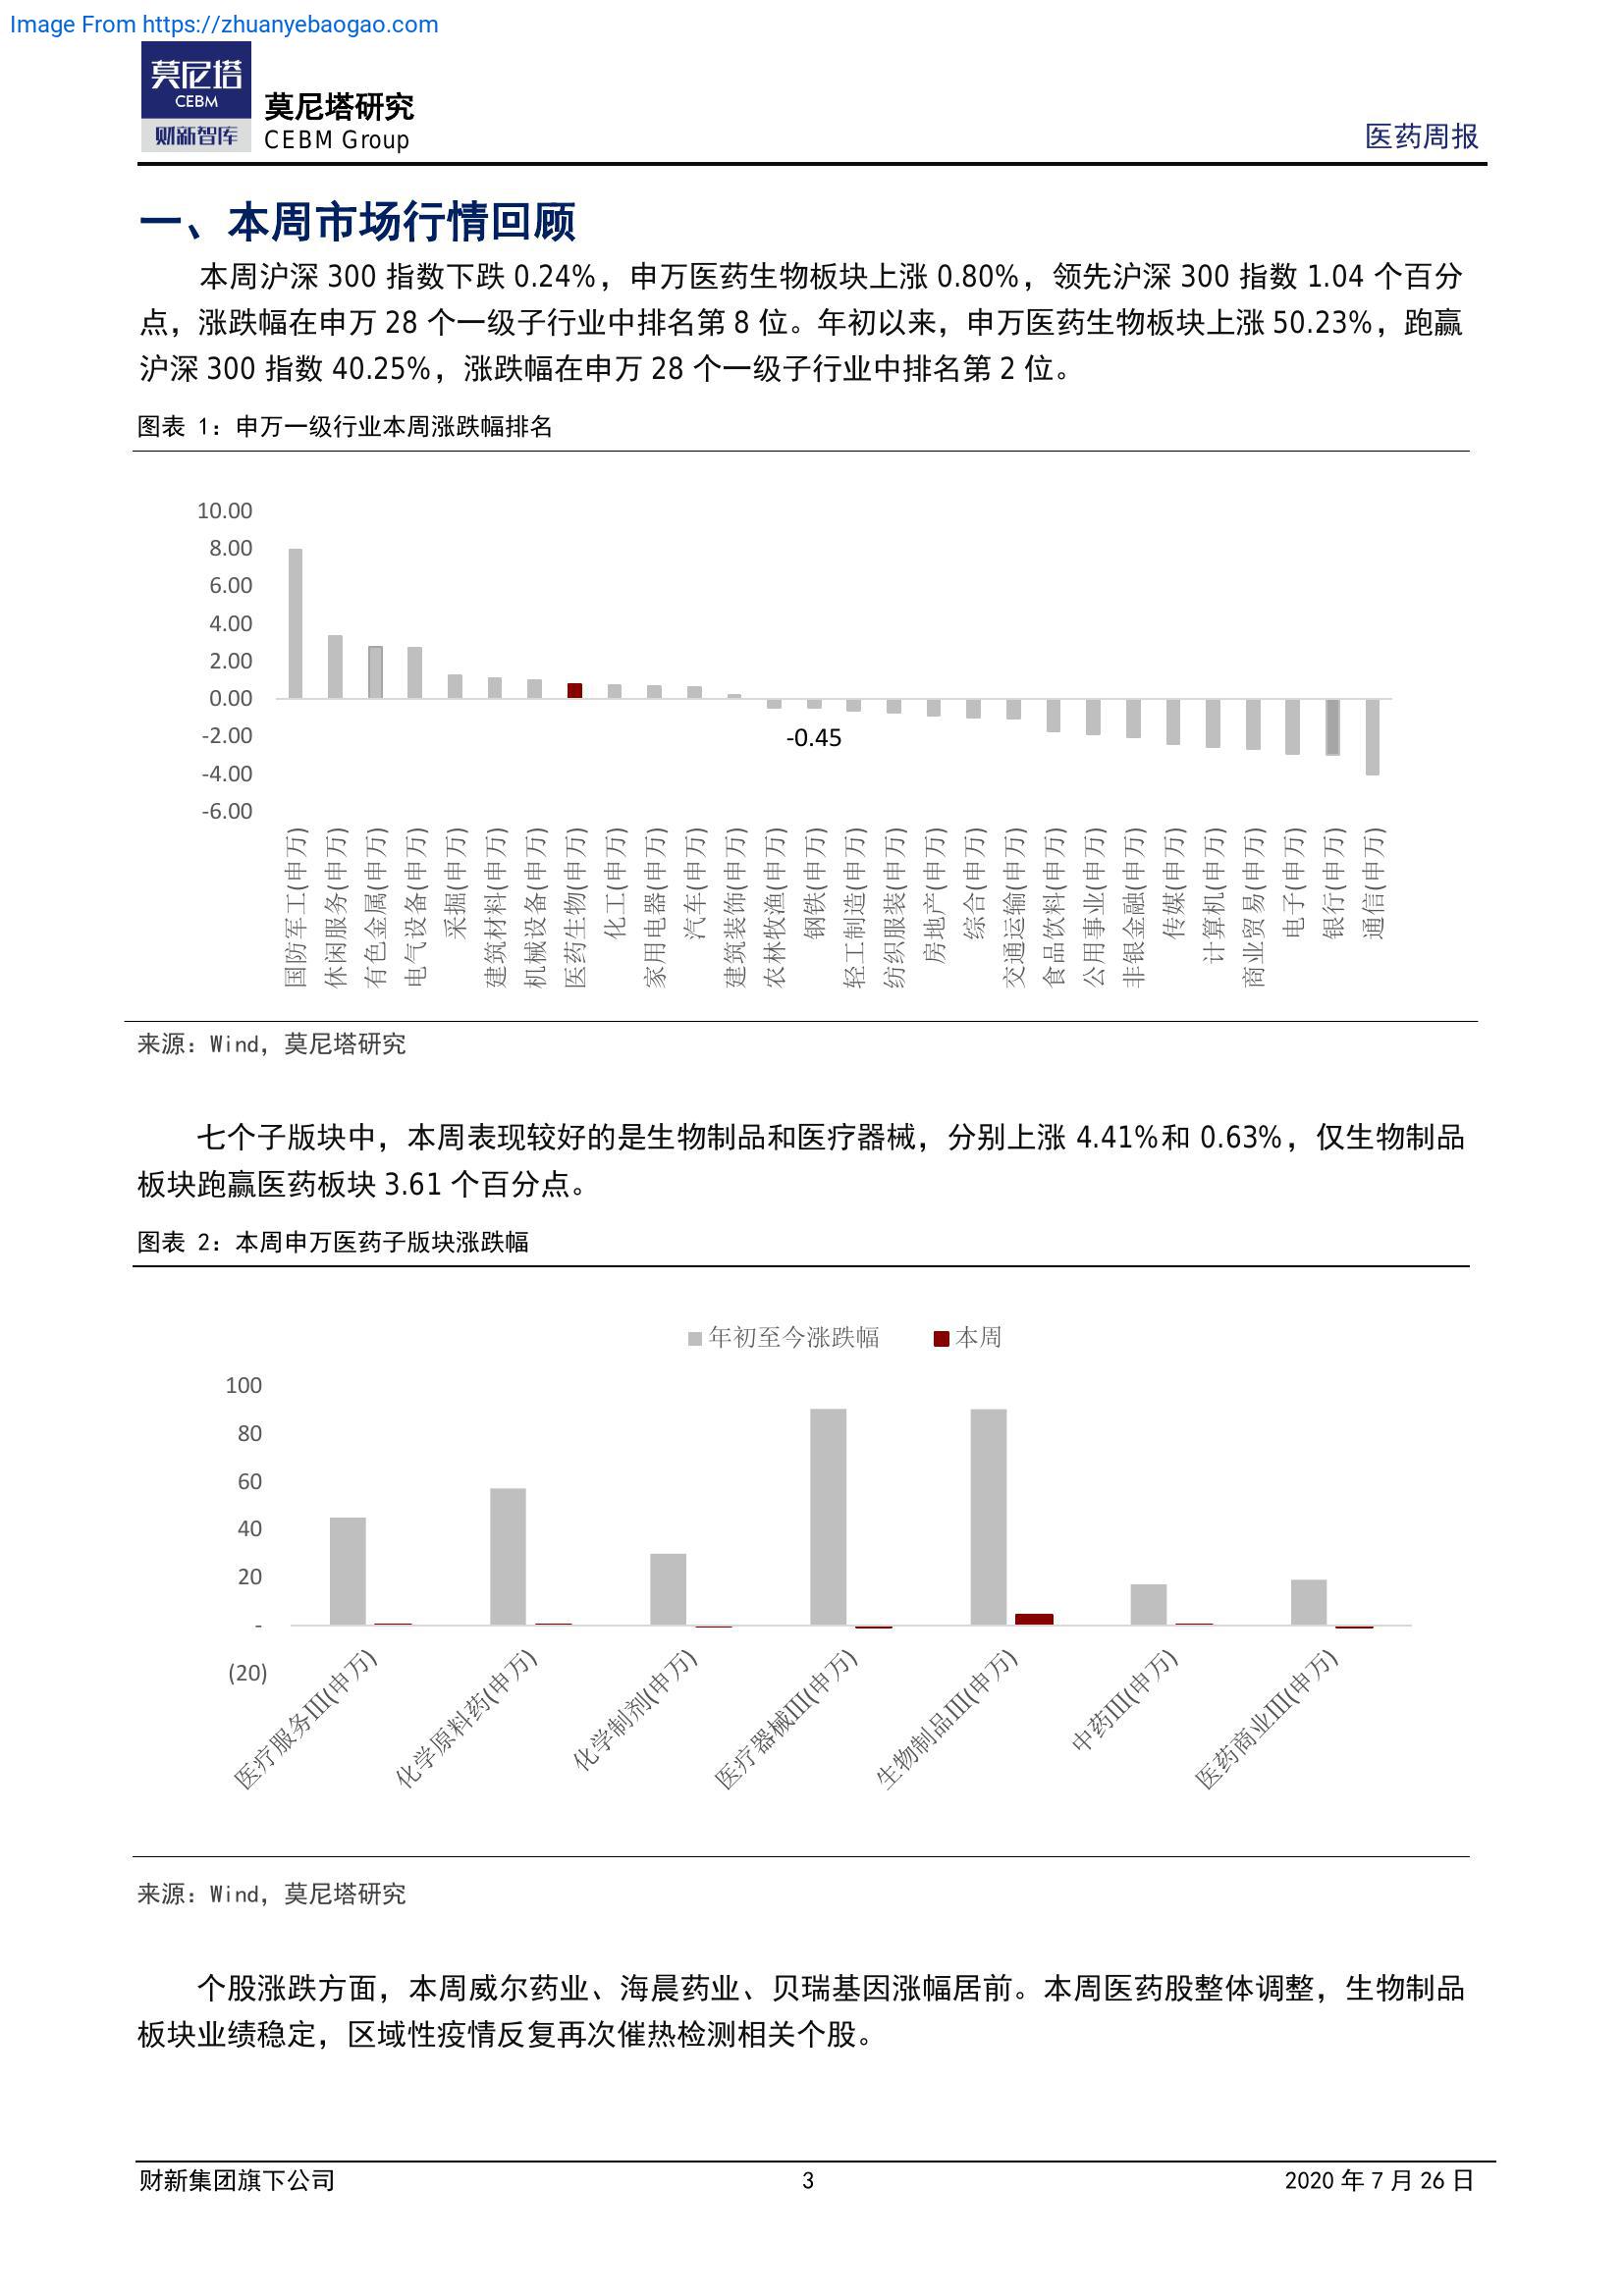 Image From https://zhuanyebaogao.com
莫尼塔
CEBM
财新智库
莫尼塔研究
CEBM Group
医药周报
一、本周市场行情回顾
本周沪深 300 指数下跌 0.24%，申万医药生物板块上涨 0.80%，领先沪深 300 指数 1.04 个百分
点，涨跌幅在申万 28 个一级子行业中排名第 8 位。年初以来，申万医药生物板块上涨 50.23%，跑赢
沪深 300 指数 40.25%，涨跌幅在申万 28 个一级子行业中排名第 2 位。
图表 1：申万一级行业本周涨跌幅排名
10.00
8.00
6.00
4.00
2.00
0.00
-2.00
-4.00
-6.00
-0.45
国防军工(申万)
休闲服务(申万)
有色金属(申万)
电气设备(申万)
采掘(申万)
建筑材料(申万)
机械设备(申万)
医药生物(申万)
化工(申万)
家用电器(申万)
汽车(申万)
建筑装饰(申万)
农林牧渔(申万)
钢铁(申万)
轻工制造(申万)
纺织服装(申万)
房地产(申万)
综合(申万)
交通运输(申万)
食品饮料(申万)
公用事业(申万)
非银金融(申万)
传媒(申万)
计算机(申万)
商业贸易(申万)
电子(申万)
银行(申万)
通信(申万)
来源：Wind，莫尼塔研究
七个子版块中，本周表现较好的是生物制品和医疗器械，分别上涨 4.41%和 0.63%，仅生物制品
板块跑赢医药板块 3.61 个百分点。
图表 2：本周申万医药子版块涨跌幅
年初至今涨跌幅
本周
100
80
60
40
20
-
(20)
医疗服务III(申万)
化学原料药(申万)
化学制剂(申万)
医疗器械III(申万)
生物制品III(申万)
中药III(申万)
医药商业III(申万)
来源：Wind，莫尼塔研究
个股涨跌方面，本周威尔药业、海晨药业、贝瑞基因涨幅居前。本周医药股整体调整，生物制品
板块业绩稳定，区域性疫情反复再次催热检测相关个股。
财新集团旗下公司
3
2020 年 7 月 26 日